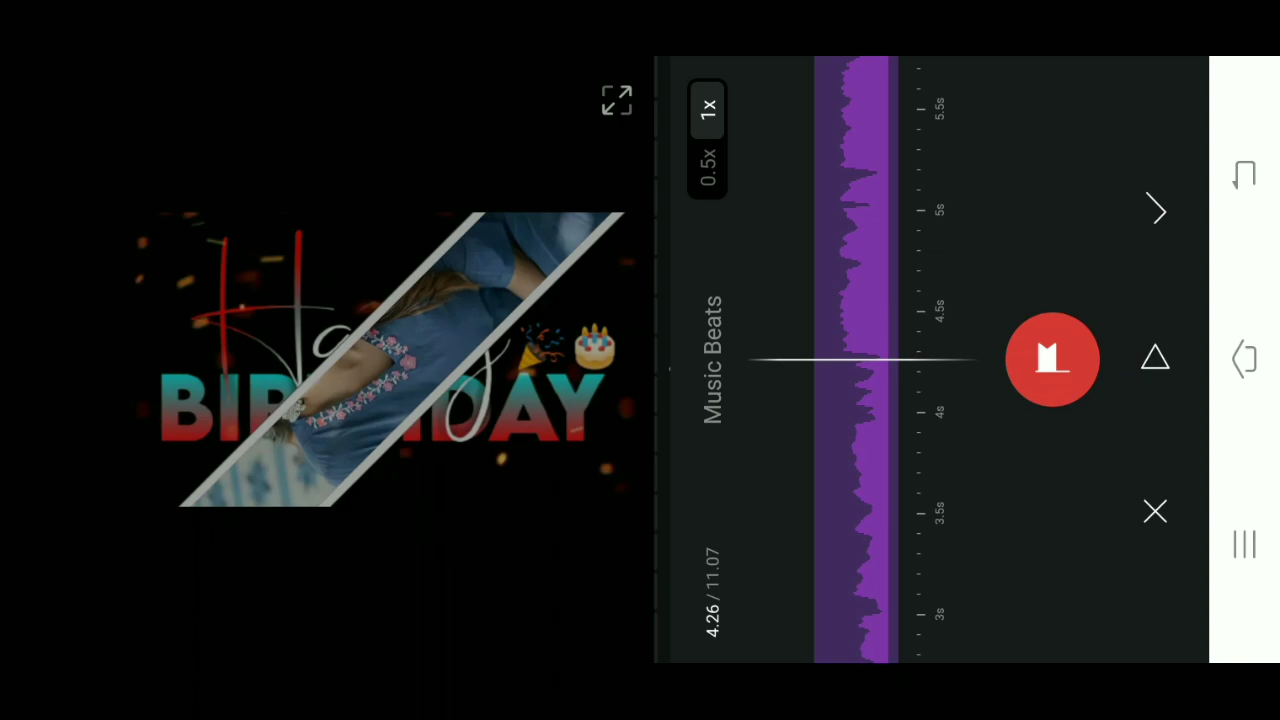 Ha
y
BIR
DAY
1x
0.5x
Music Beats
4.26 / 11.07
5.5s
5s
4.5s
4s
3.5s
3s